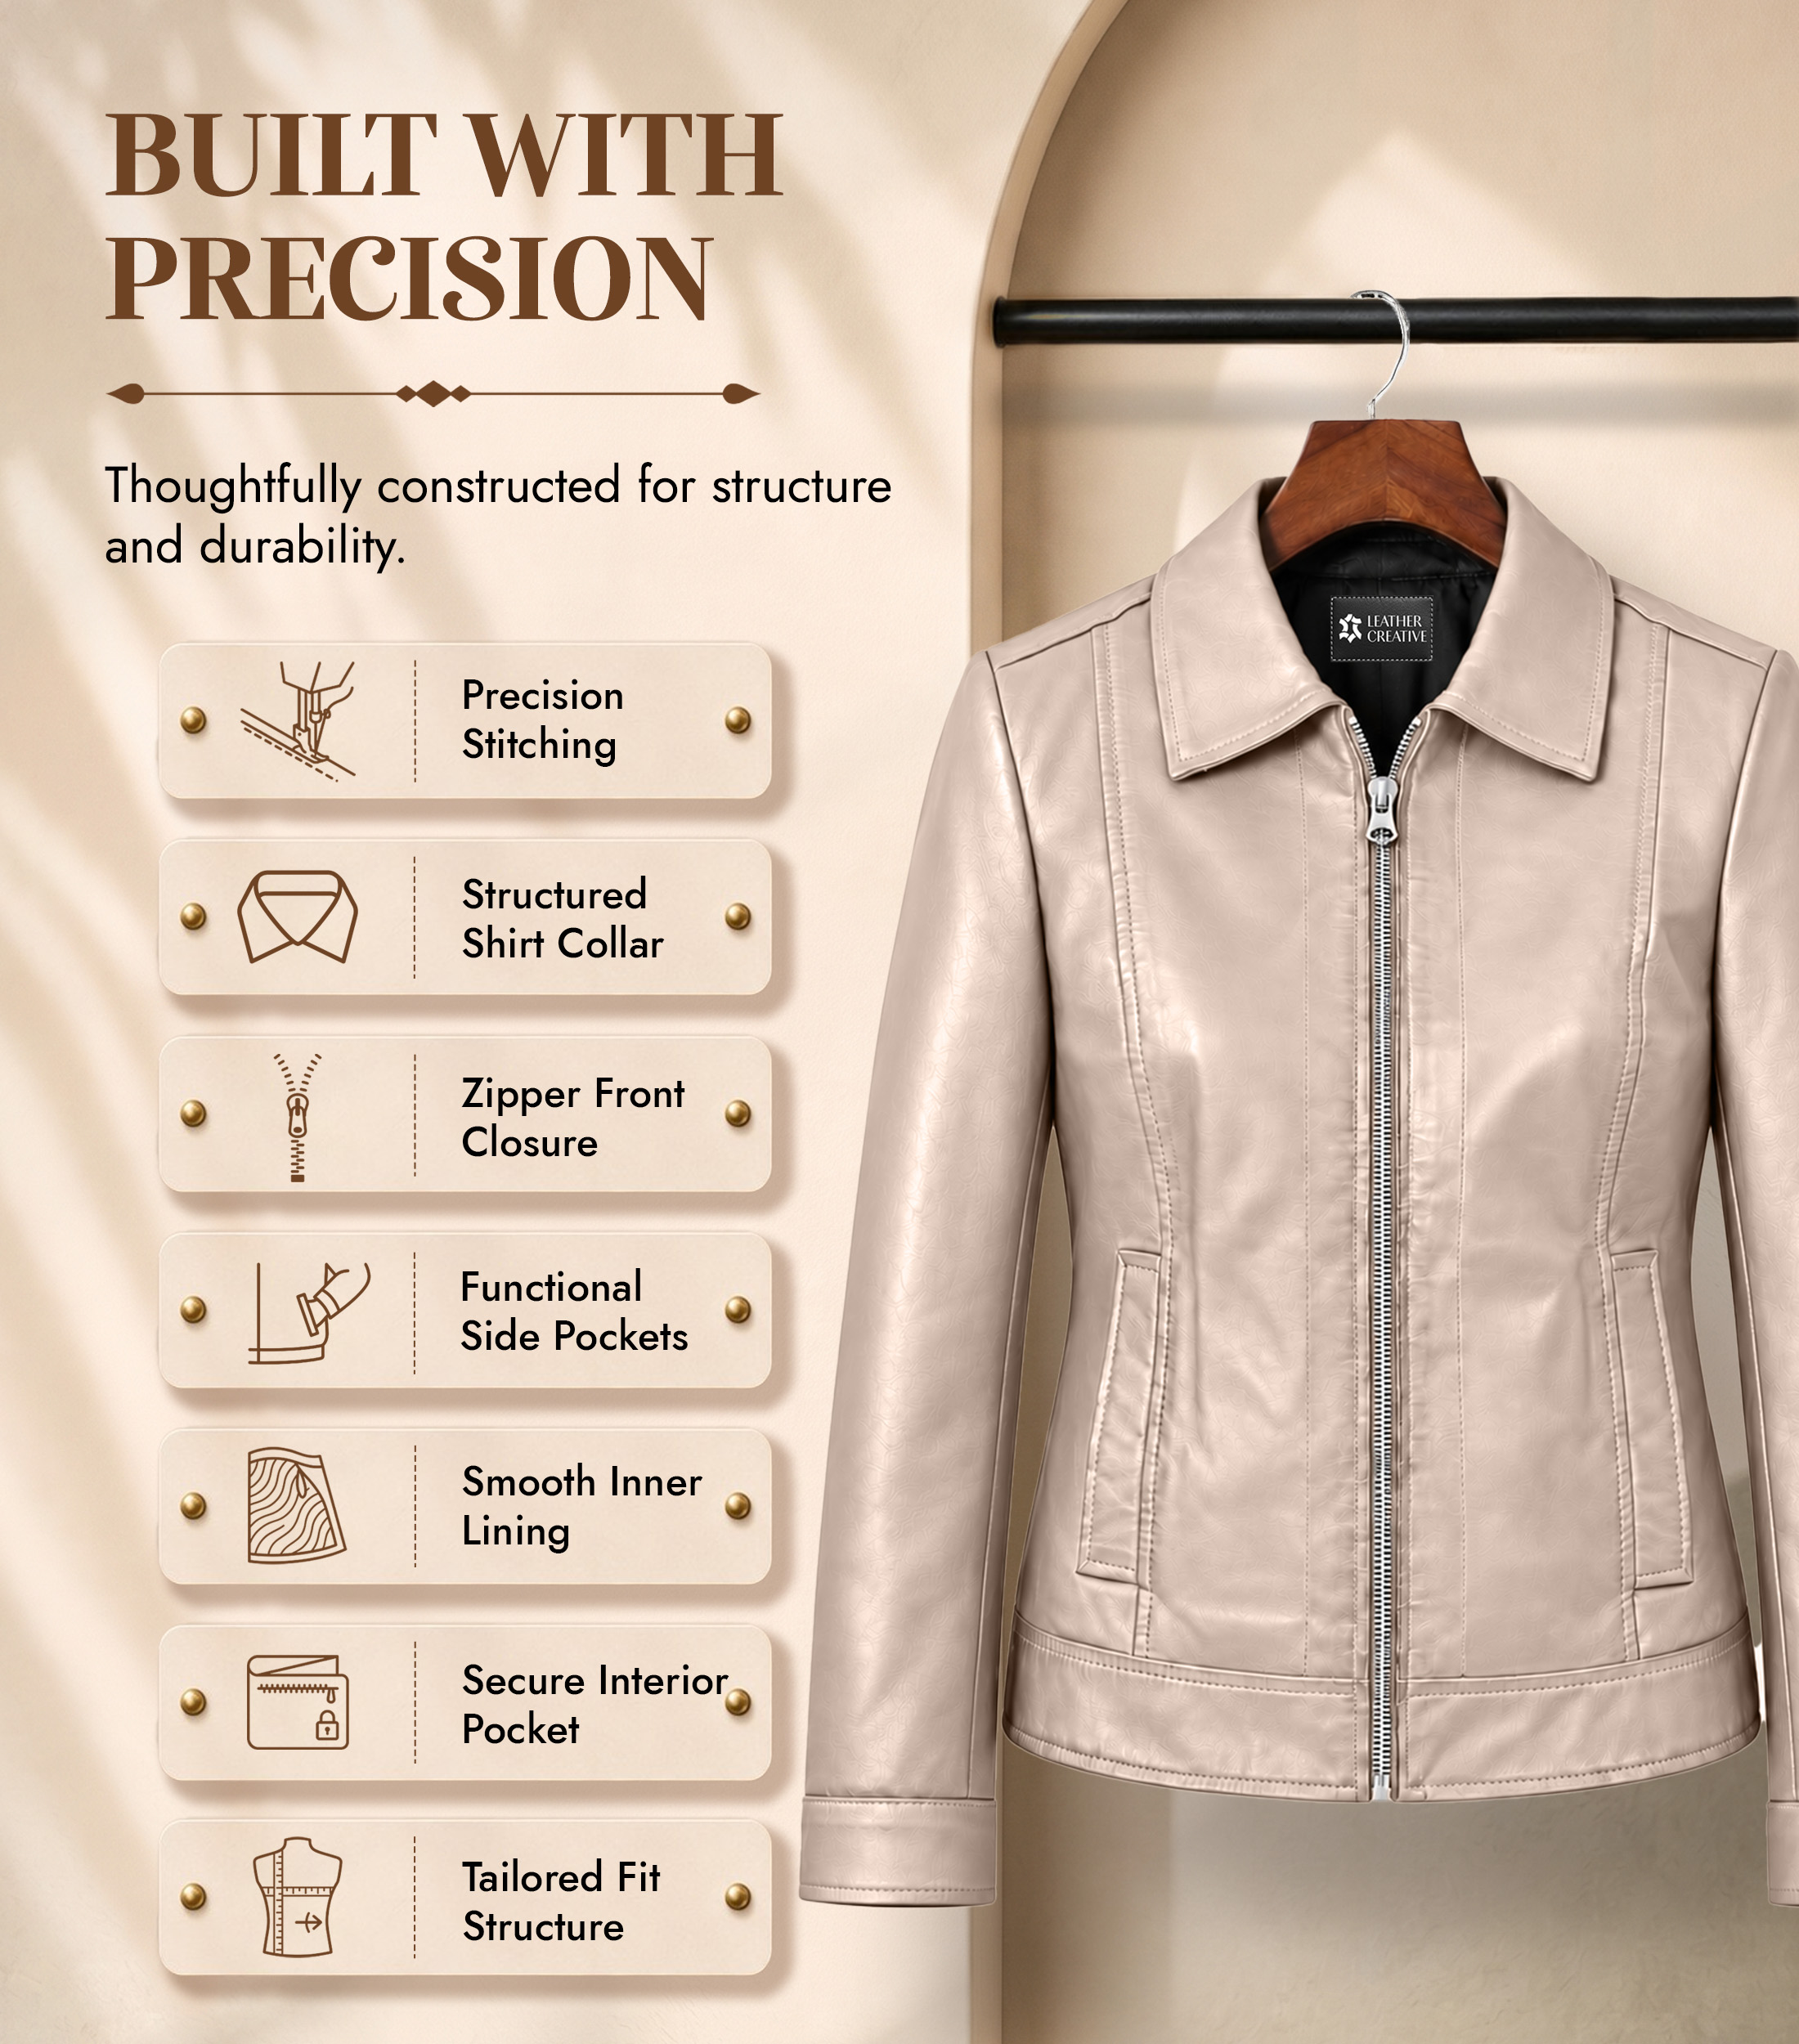 BUILT WITH
PRECISION
Thoughtfully constructed for structure
and durability.
Precision
Stitching
Structured
Shirt Collar
Zipper Front
Closure
Functional
Side Pockets
Smooth Inner
Lining
Secure Interior
Pocket
Tailored Fit
Structure
LEATHER
CREATIVE